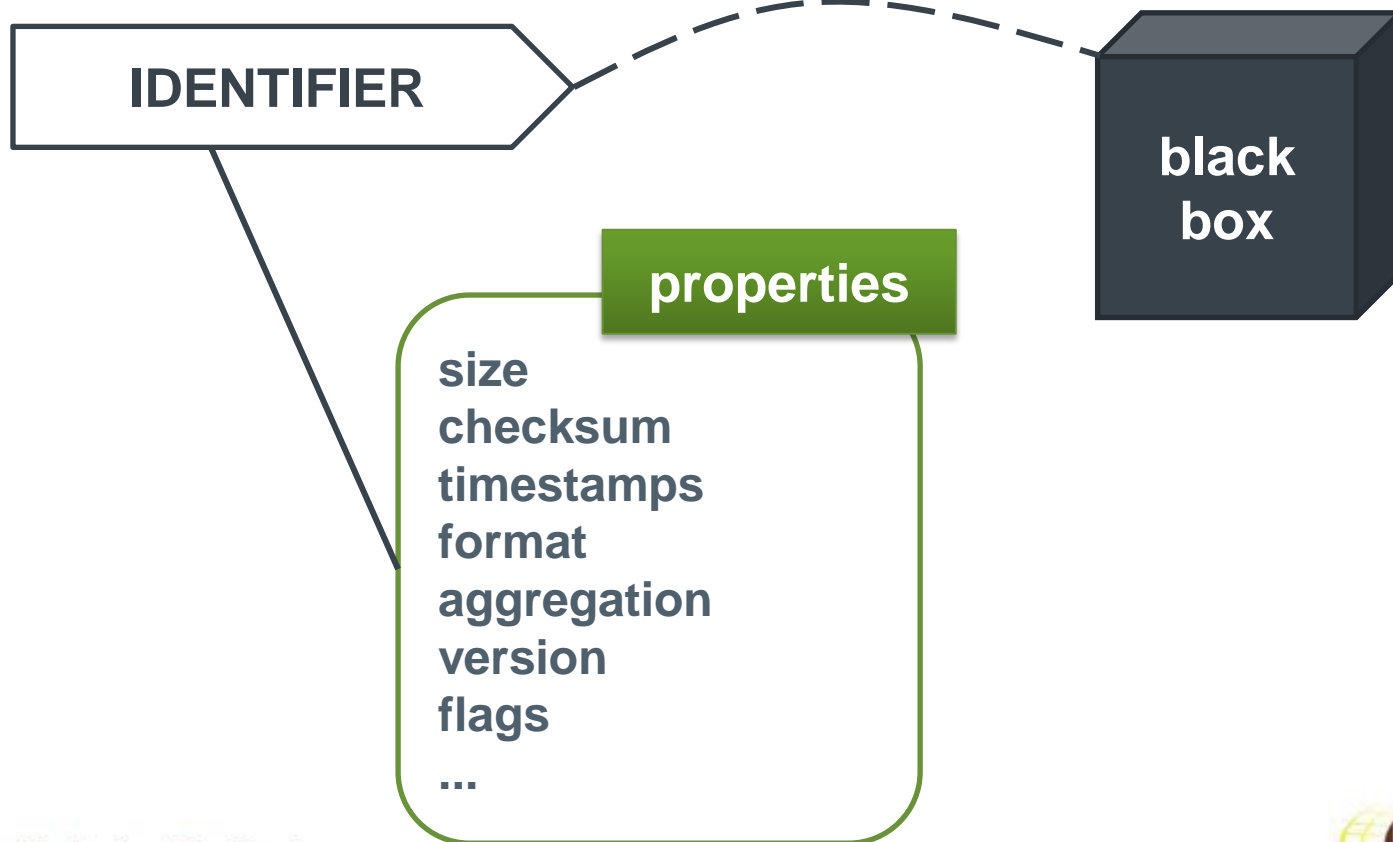 IDENTIFIER
black
box
properties
size
checksum
timestamps
format
aggregation
version
flags
...